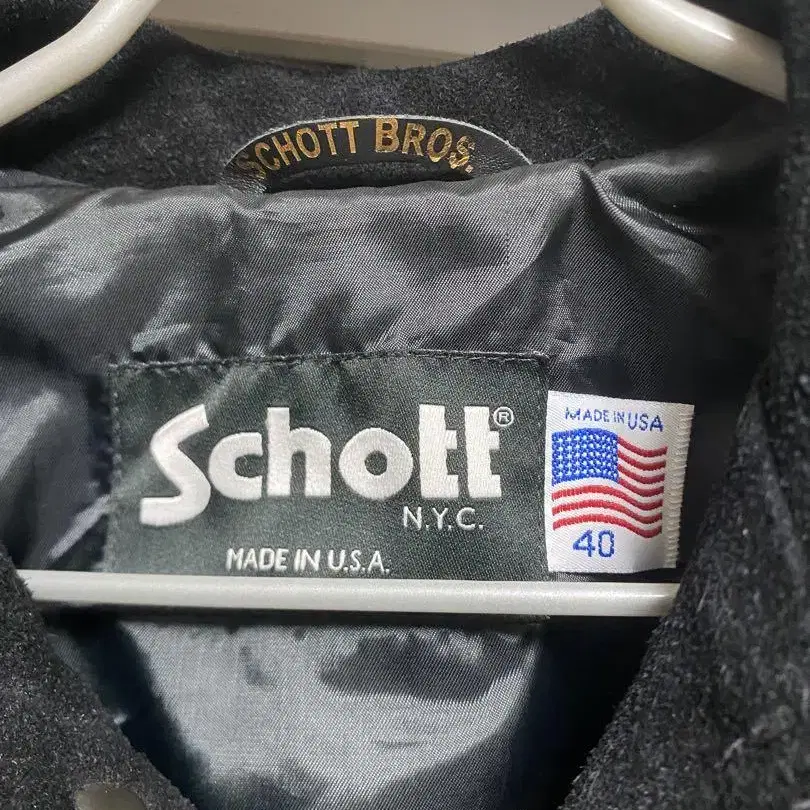 SCHOTT BROS.
Schott®
N.Y.C.
MADE IN U.S.A.
MADE IN USA
40